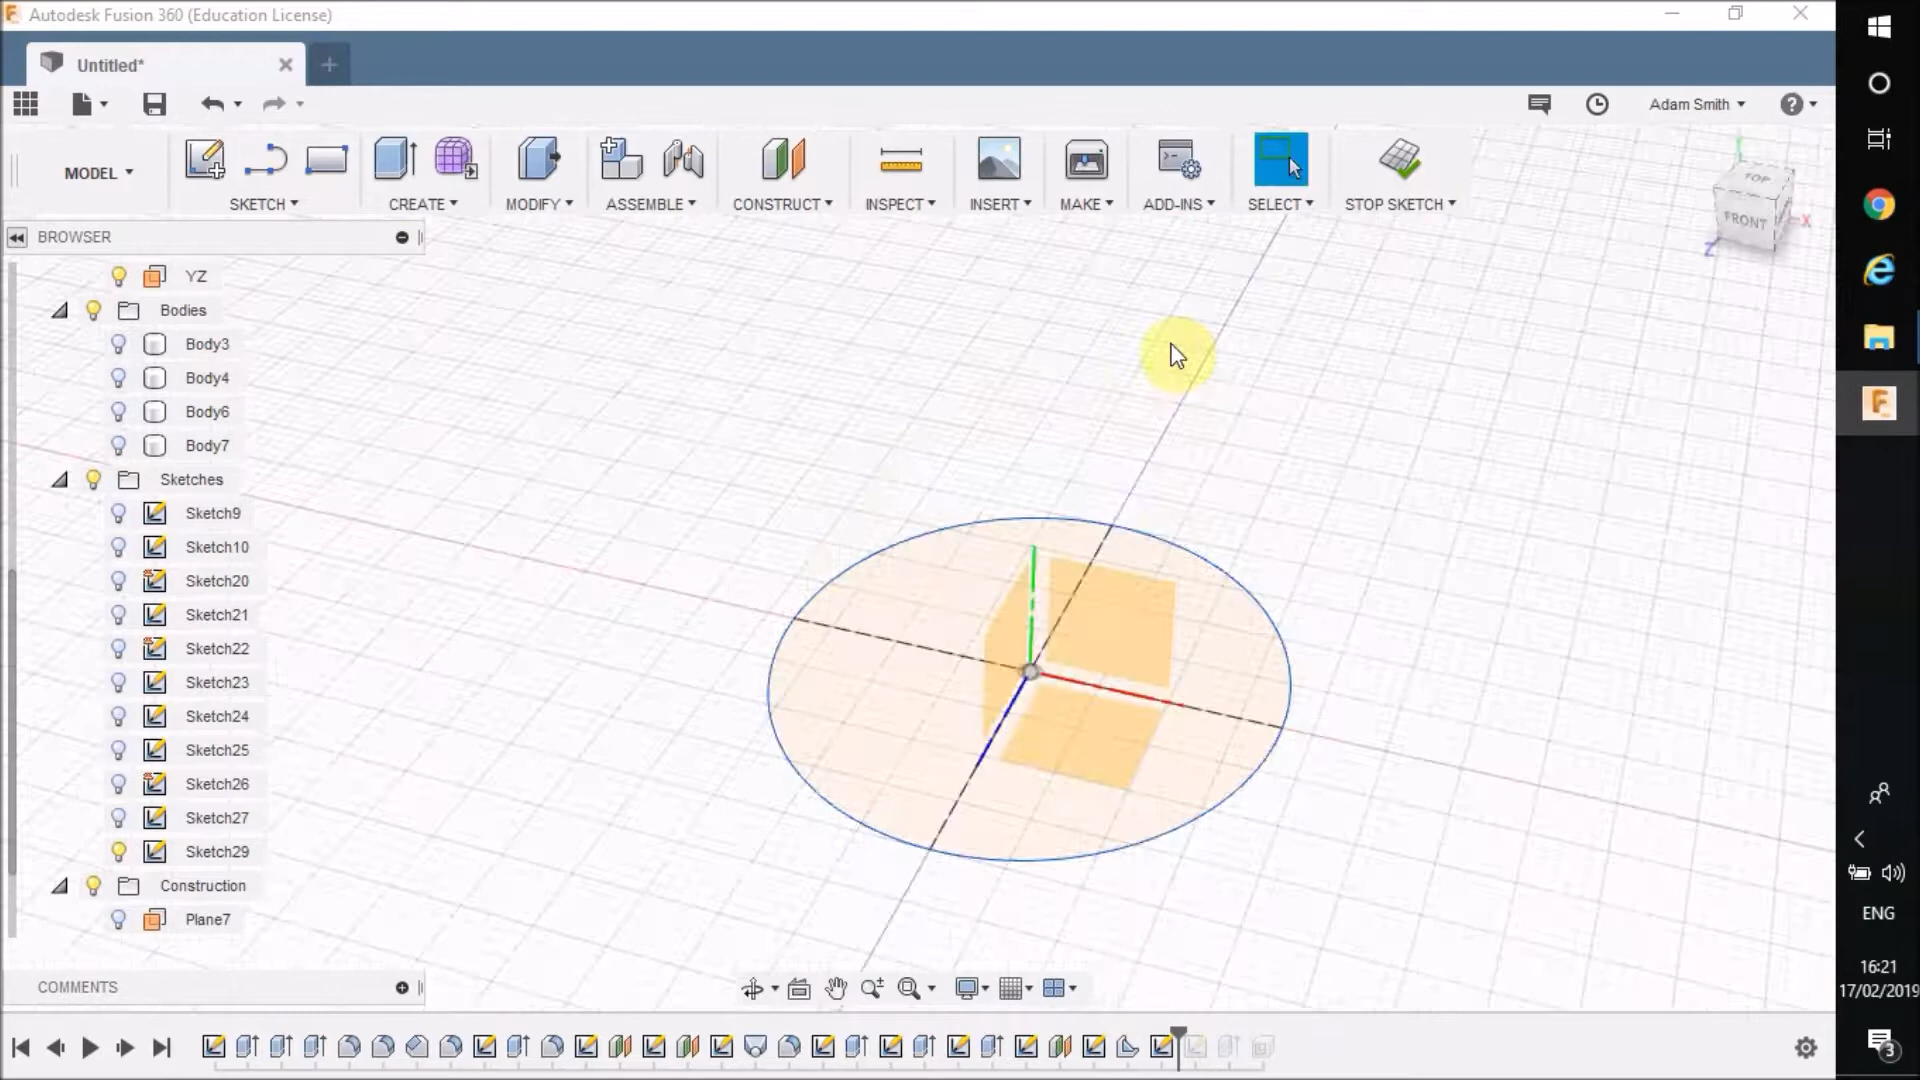 Autodesk Fusion 360 (Education License)
Untitled*
Adam Smith
MODEL
SKETCH
CREATE
MODIFY
ASSEMBLE
CONSTRUCT
INSPECT
INSERT
MAKE
ADD-INS
SELECT
STOP SKETCH
TOP
FRONT
X
Z
BROWSER
YZ
Bodies
Body3
Body4
Body6
Body7
Sketches
Sketch9
Sketch10
Sketch20
Sketch21
Sketch22
Sketch23
Sketch24
Sketch25
Sketch26
Sketch27
Sketch29
Construction
Plane7
COMMENTS
ENG
16:21
17/02/2019
3